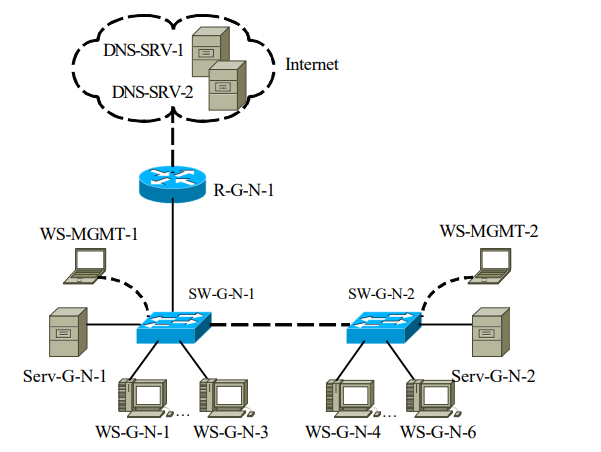 DNS-SRV-1
Internet
DNS-SRV-2
R-G-N-1
WS-MGMT-1
WS-MGMT-2
SW-G-N-1
SW-G-N-2
Serv-G-N-1
Serv-G-N-2
... ...
WS-G-N-1 WS-G-N-3 WS-G-N-4 WS-G-N-6